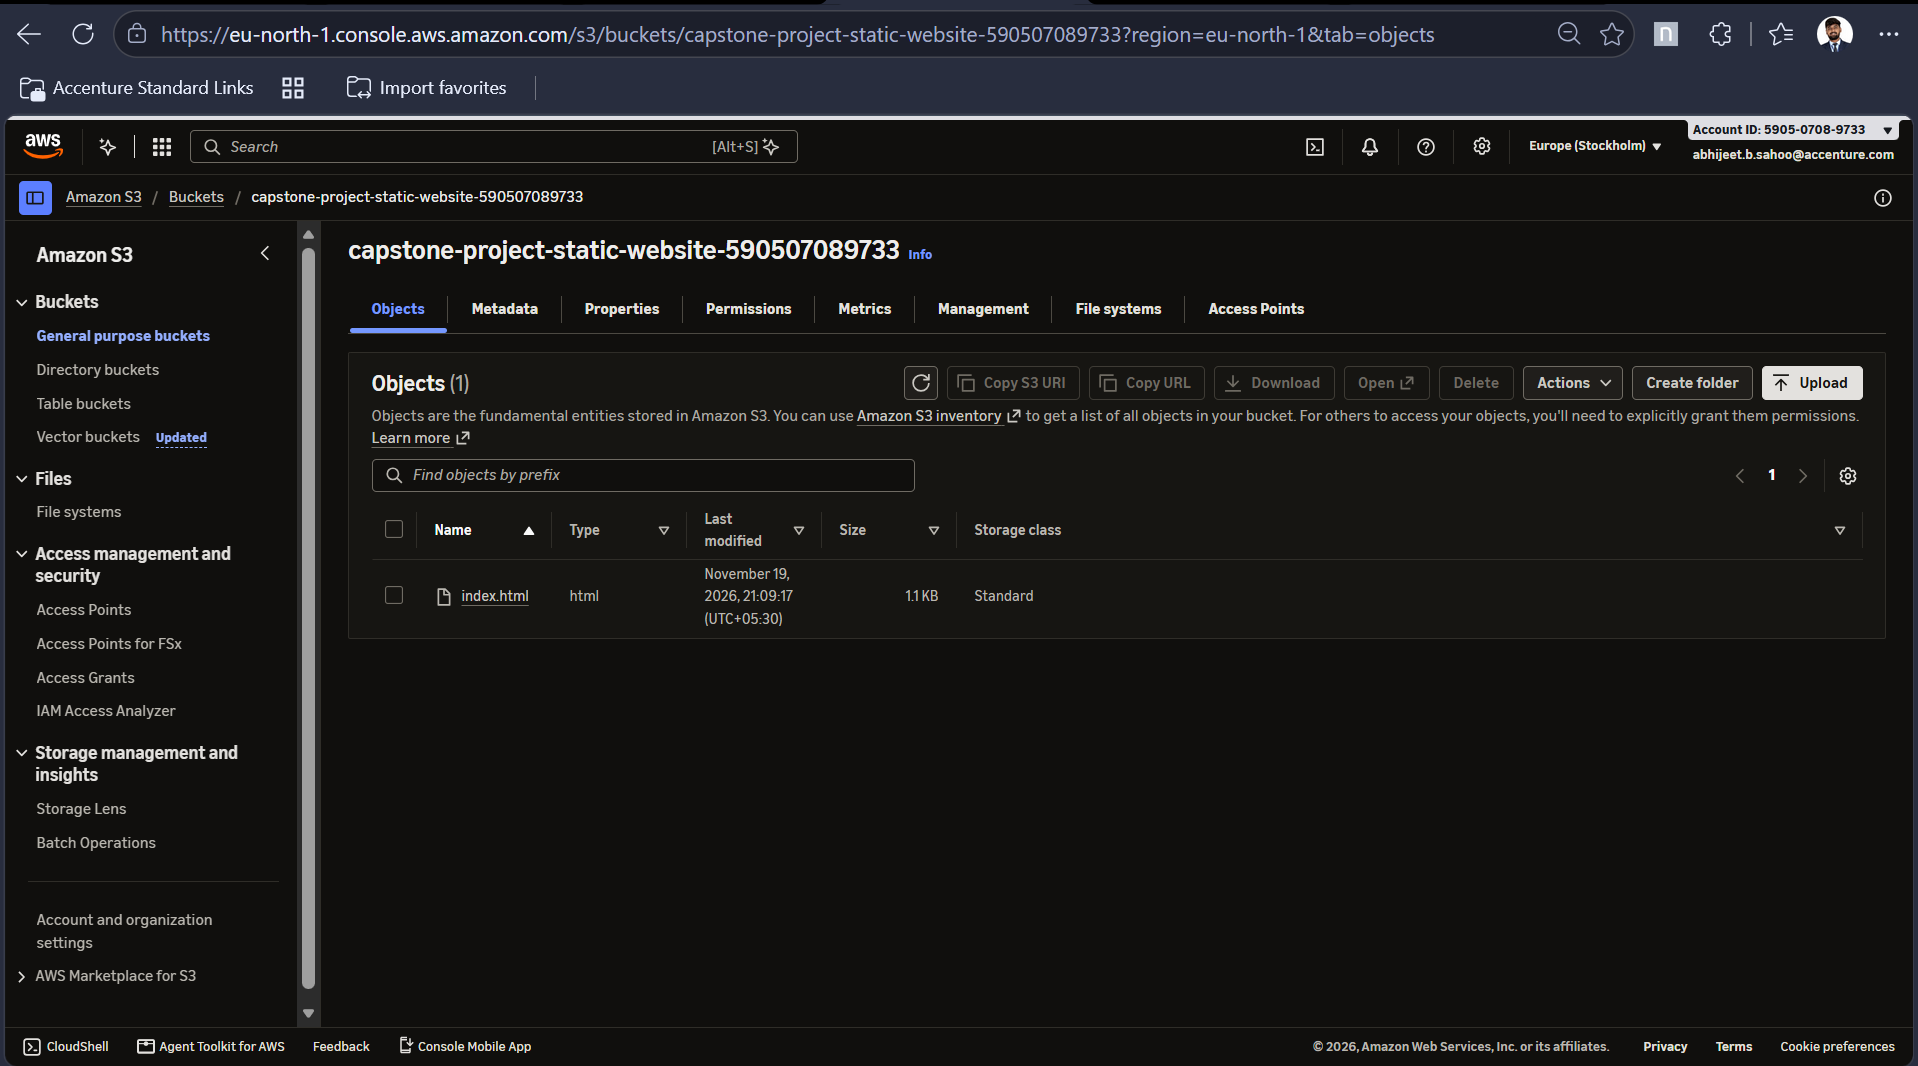 https://eu-north-1.console.aws.amazon.com/s3/buckets/capstone-project-static-website-590507089733?region=eu-north-1&tab=objects
n
Accenture Standard Links
Import favorites
aws
Search
[Alt+S]
Europe (Stockholm)
Account ID: 5905-0708-9733
abhijeet.b.sahoo@accenture.com
Amazon S3 / Buckets / capstone-project-static-website-590507089733
Amazon S3
Buckets
General purpose buckets
Directory buckets
Table buckets
Vector buckets Updated
Files
File systems
Access management and
security
Access Points
Access Points for FSx
Access Grants
IAM Access Analyzer
Storage management and
insights
Storage Lens
Batch Operations
Account and organization
settings
AWS Marketplace for S3
capstone-project-static-website-590507089733 Info
Objects Metadata Properties Permissions Metrics Management File systems Access Points
Objects (1)
Copy S3 URI Copy URL Download Open Delete Actions Create folder Upload
Objects are the fundamental entities stored in Amazon S3. You can use Amazon S3 inventory to get a list of all objects in your bucket. For others to access your objects, you'll need to explicitly grant them permissions.
Learn more
Find objects by prefix
1
Name Type Last modified Size Storage class
index.html html November 19, 2026, 21:09:17 (UTC+05:30) 1.1 KB Standard
CloudShell Agent Toolkit for AWS Feedback Console Mobile App
© 2026, Amazon Web Services, Inc. or its affiliates. Privacy Terms Cookie preferences